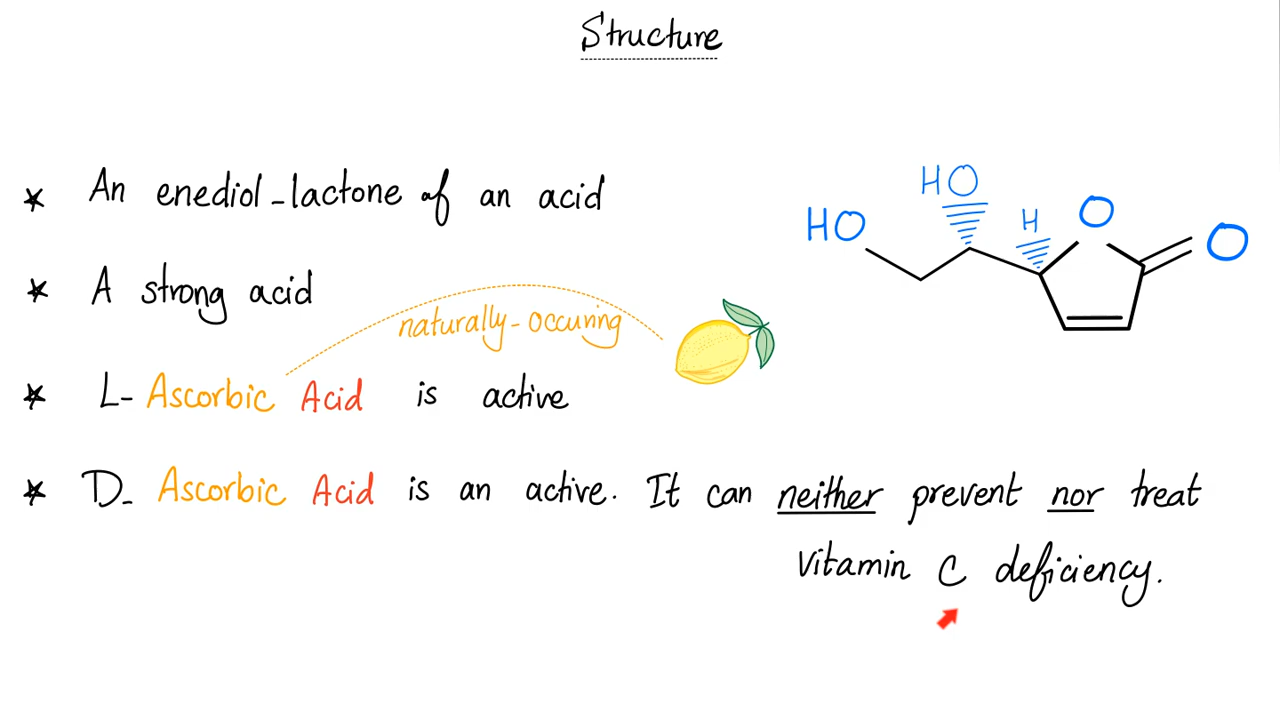 Structure
* An enediol-lactone of an acid
* A strong acid
naturally-occuring
* L- Ascorbic Acid is active
* D- Ascorbic Acid is an active. It can neither prevent nor treat
vitamin C deficiency.
HO
HO
H
O
O